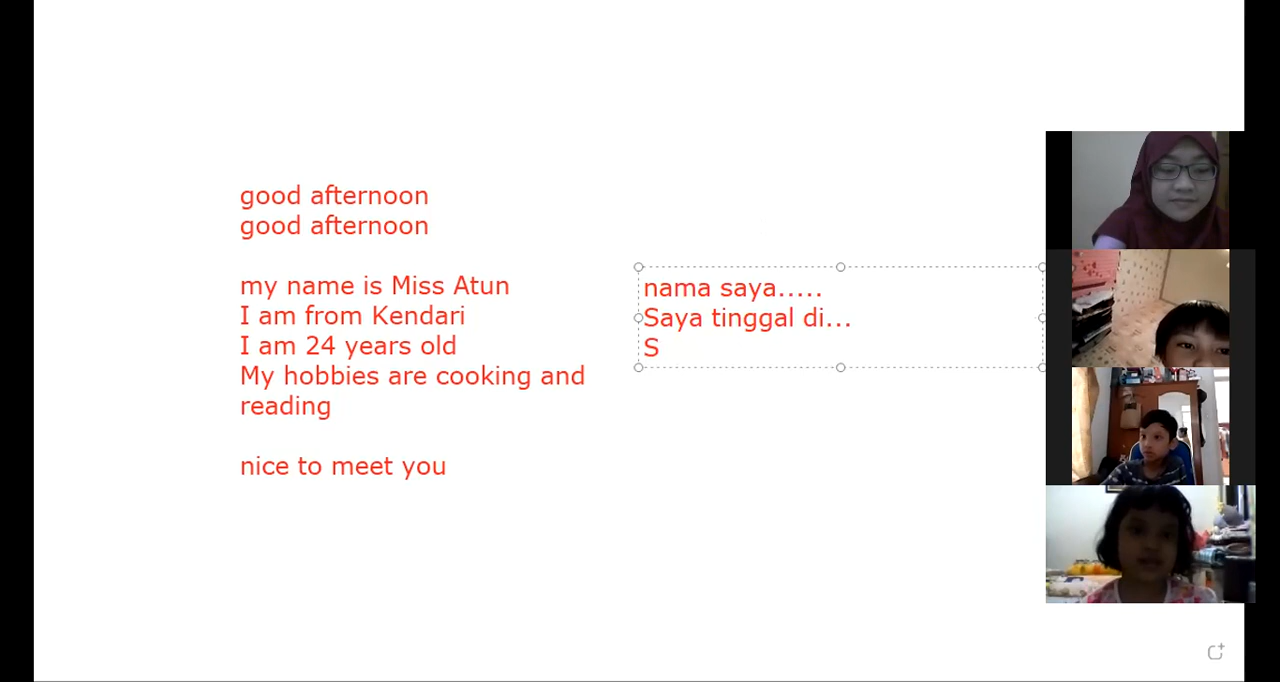 good afternoon
good afternoon
my name is Miss Atun
I am from Kendari
I am 24 years old
My hobbies are cooking and
reading
nice to meet you
nama saya.....
Saya tinggal di...
S